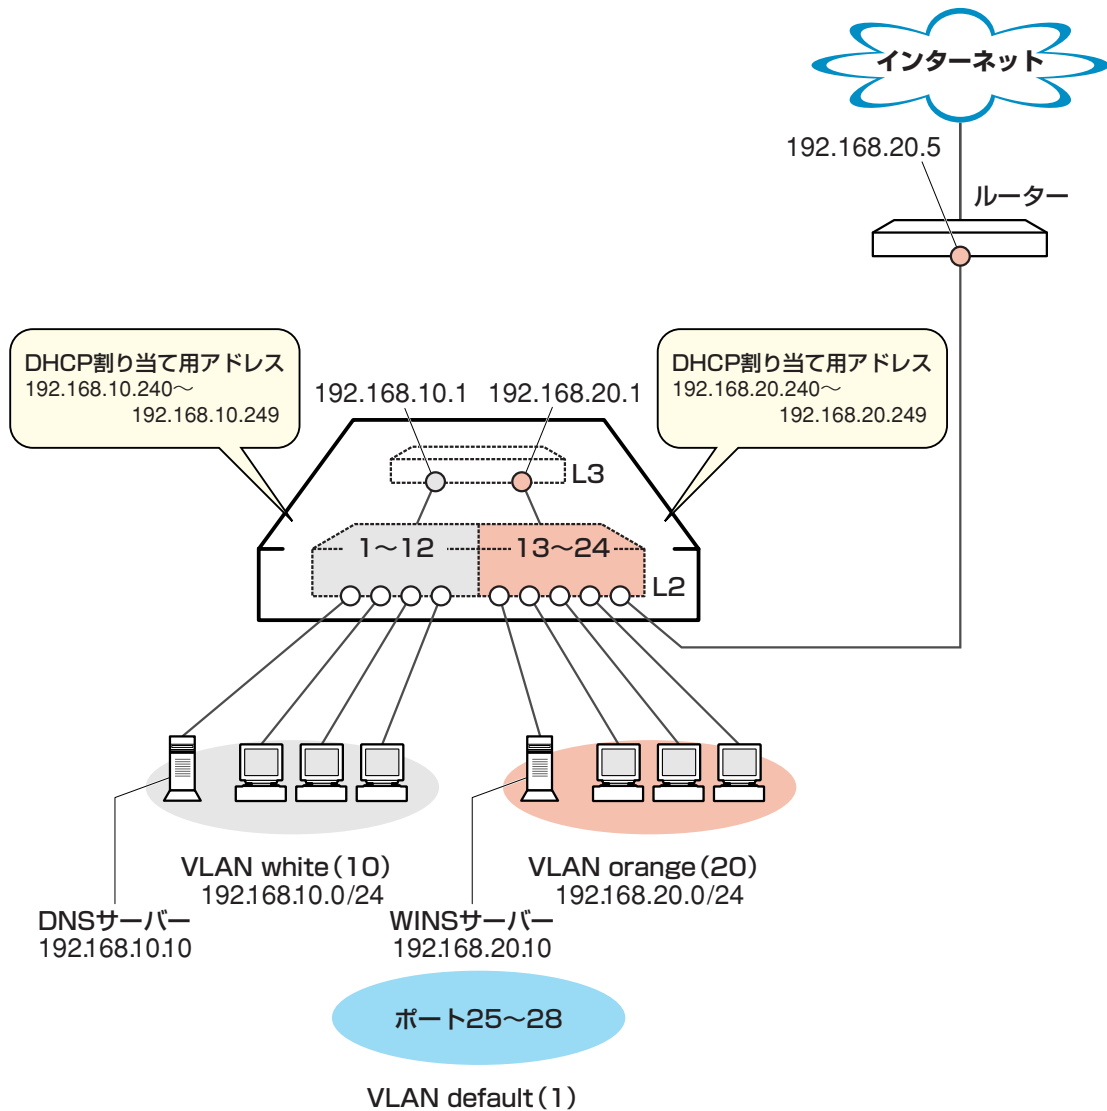 インターネット
192.168.20.5
ルーター
DHCP割り当て用アドレス
192.168.10.240～
192.168.10.249
192.168.10.1
192.168.20.1
DHCP割り当て用アドレス
192.168.20.240～
192.168.20.249
L3
1～12
13～24
L2
VLAN white(10)
192.168.10.0/24
VLAN orange(20)
192.168.20.0/24
DNSサーバー
192.168.10.10
WINSサーバー
192.168.20.10
ポート25～28
VLAN default(1)